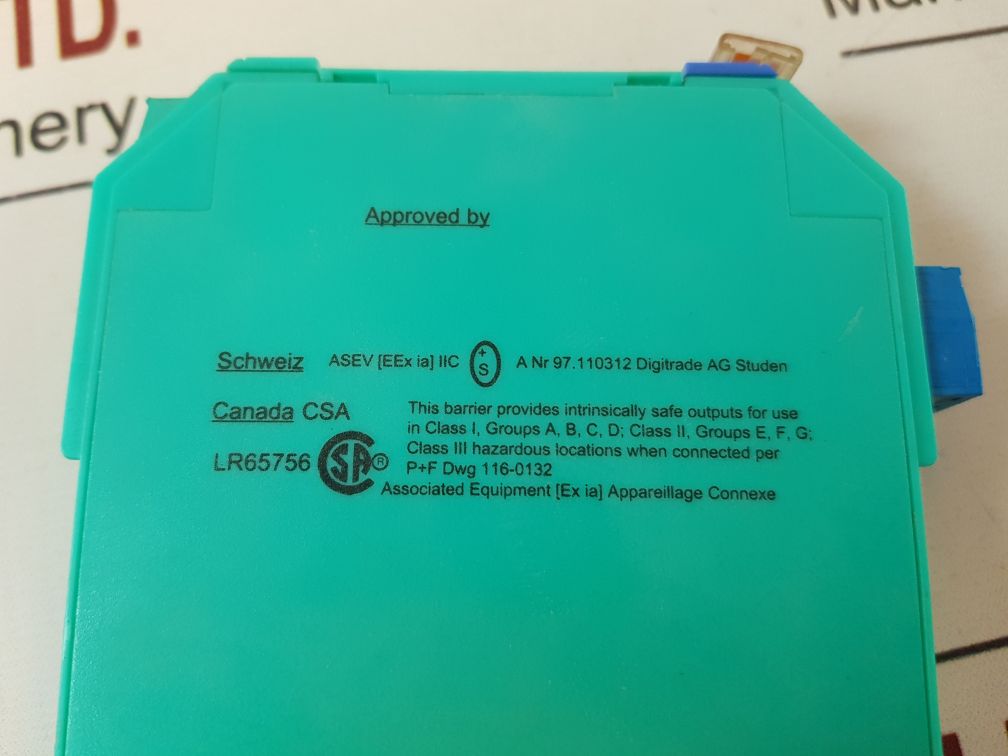 TD.
Approved by
Schweiz ASEV [EEx ia] IIC +S A Nr 97.110312 Digitrade AG Studen
Canada CSA
LR65756 CSA ®
This barrier provides intrinsically safe outputs for use
in Class I, Groups A, B, C, D; Class II, Groups E, F, G;
Class III hazardous locations when connected per
P+F Dwg 116-0132
Associated Equipment [Ex ia] Appareillage Connexe